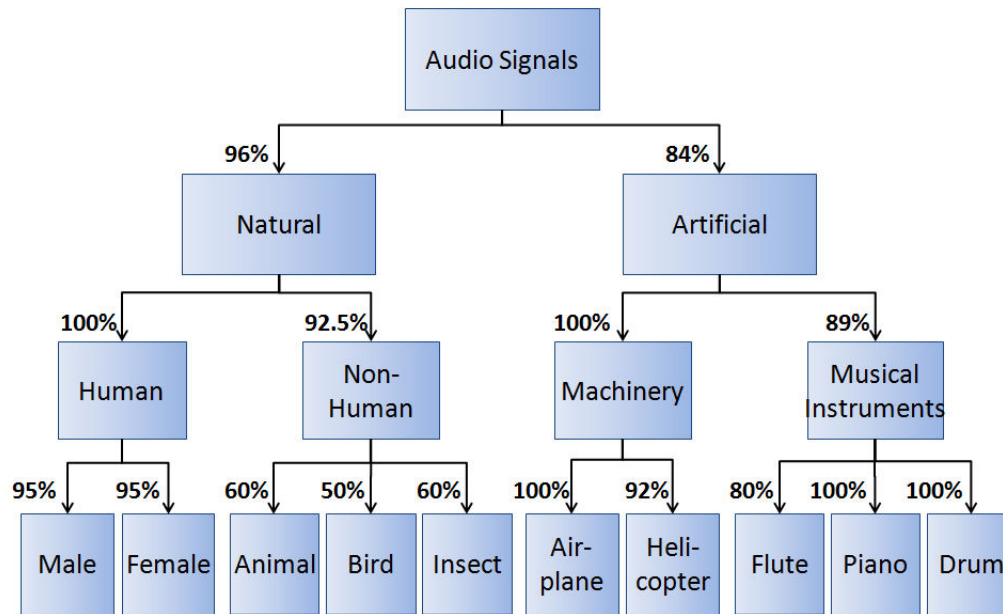 Audio Signals
96%
84%
Natural
Artificial
100%
92.5%
100%
89%
Human
Non-
Human
Machinery
Musical
Instruments
95%
95%
60%
50%
60%
100%
92%
80%
100%
100%
Male
Female
Animal
Bird
Insect
Air-
plane
Heli-
copter
Flute
Piano
Drum